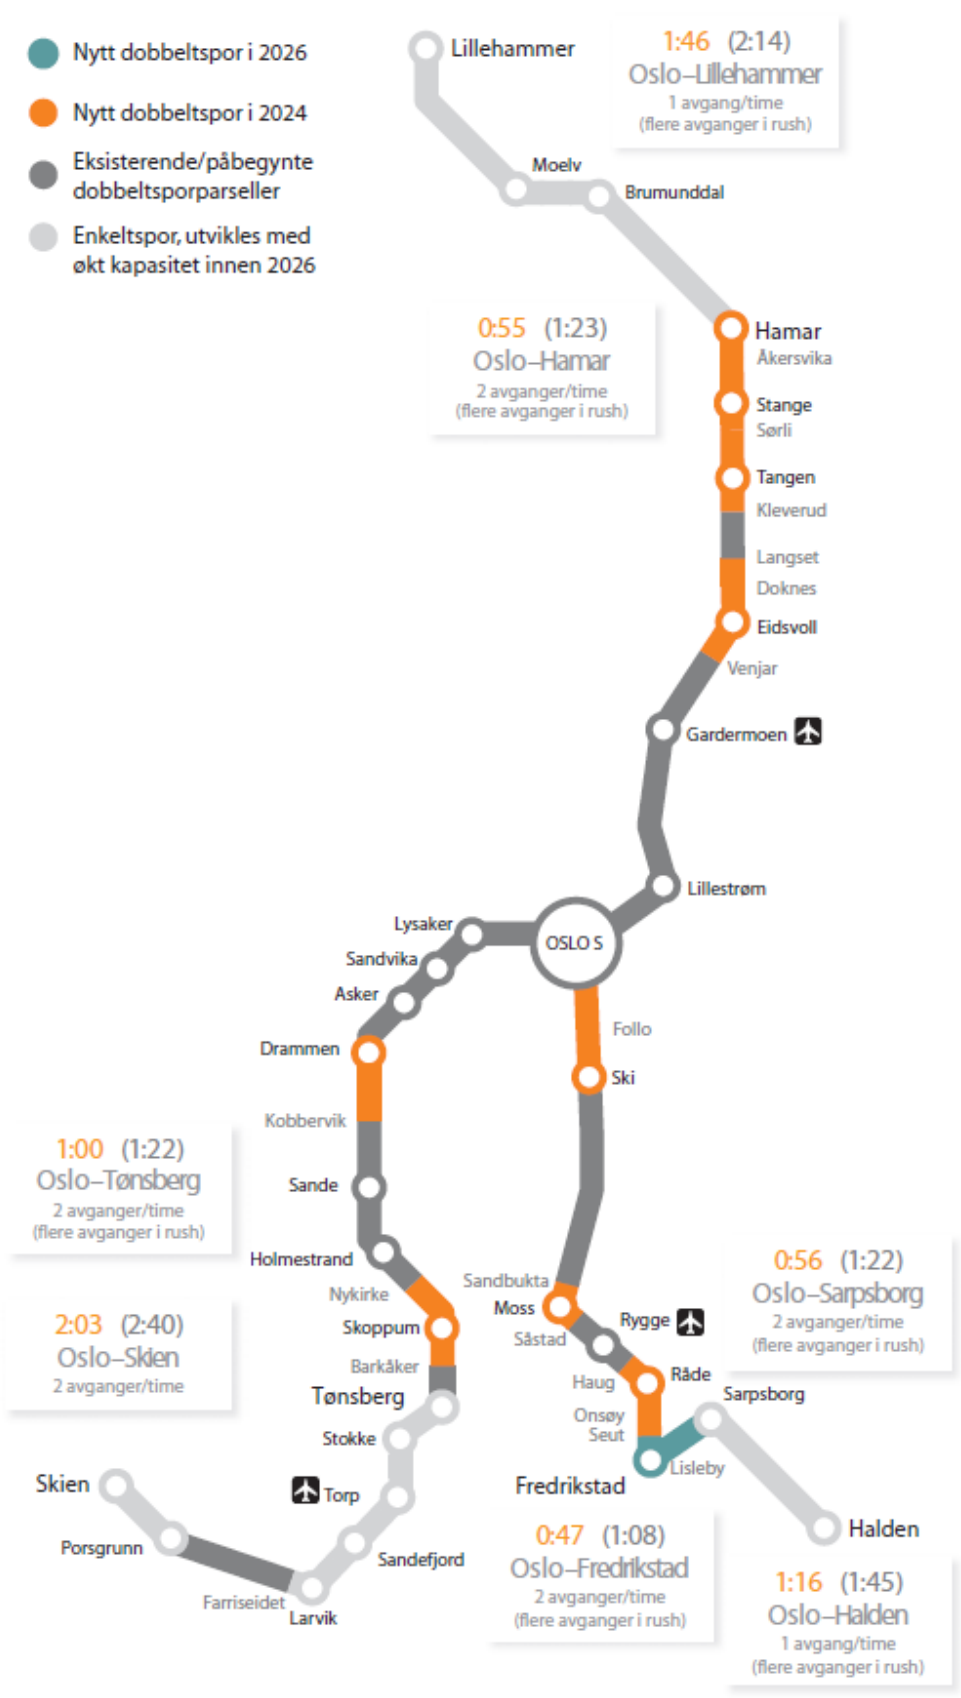 Nytt dobbeltspor i 2026
Nytt dobbeltspor i 2024
Eksisterende/påbegynte
dobbeltsporparseller
Enkeltspor, utvikles med
økt kapasitet innen 2026
Lillehammer
1:46 (2:14)
Oslo–Lillehammer
1 avgang/time
(flere avganger i rush)
Moelv
Brumunddal
0:55 (1:23)
Oslo–Hamar
2 avganger/time
(flere avganger i rush)
Hamar
Åkersvika
Stange
Sørli
Tangen
Kleverud
Langset
Doknes
Eidsvoll
Venjar
Gardermoen
Lillestrøm
OSLO S
Lysaker
Sandvika
Asker
Drammen
Kobbervik
Sande
Holmestrand
Nykirke
Skoppum
Barkåker
Tønsberg
Stokke
Torp
Sandefjord
Larvik
Farriseidet
Porsgrunn
Skien
1:00 (1:22)
Oslo–Tønsberg
2 avganger/time
(flere avganger i rush)
2:03 (2:40)
Oslo–Skien
2 avganger/time
Follo
Ski
Sandbukta
Moss
Såstad
Rygge
Haug
Råde
Onsøy
Seut
Fredrikstad
Lisleby
Sarpsborg
Halden
0:56 (1:22)
Oslo–Sarpsborg
2 avganger/time
(flere avganger i rush)
0:47 (1:08)
Oslo–Fredrikstad
2 avganger/time
(flere avganger i rush)
1:16 (1:45)
Oslo–Halden
1 avgang/time
(flere avganger i rush)